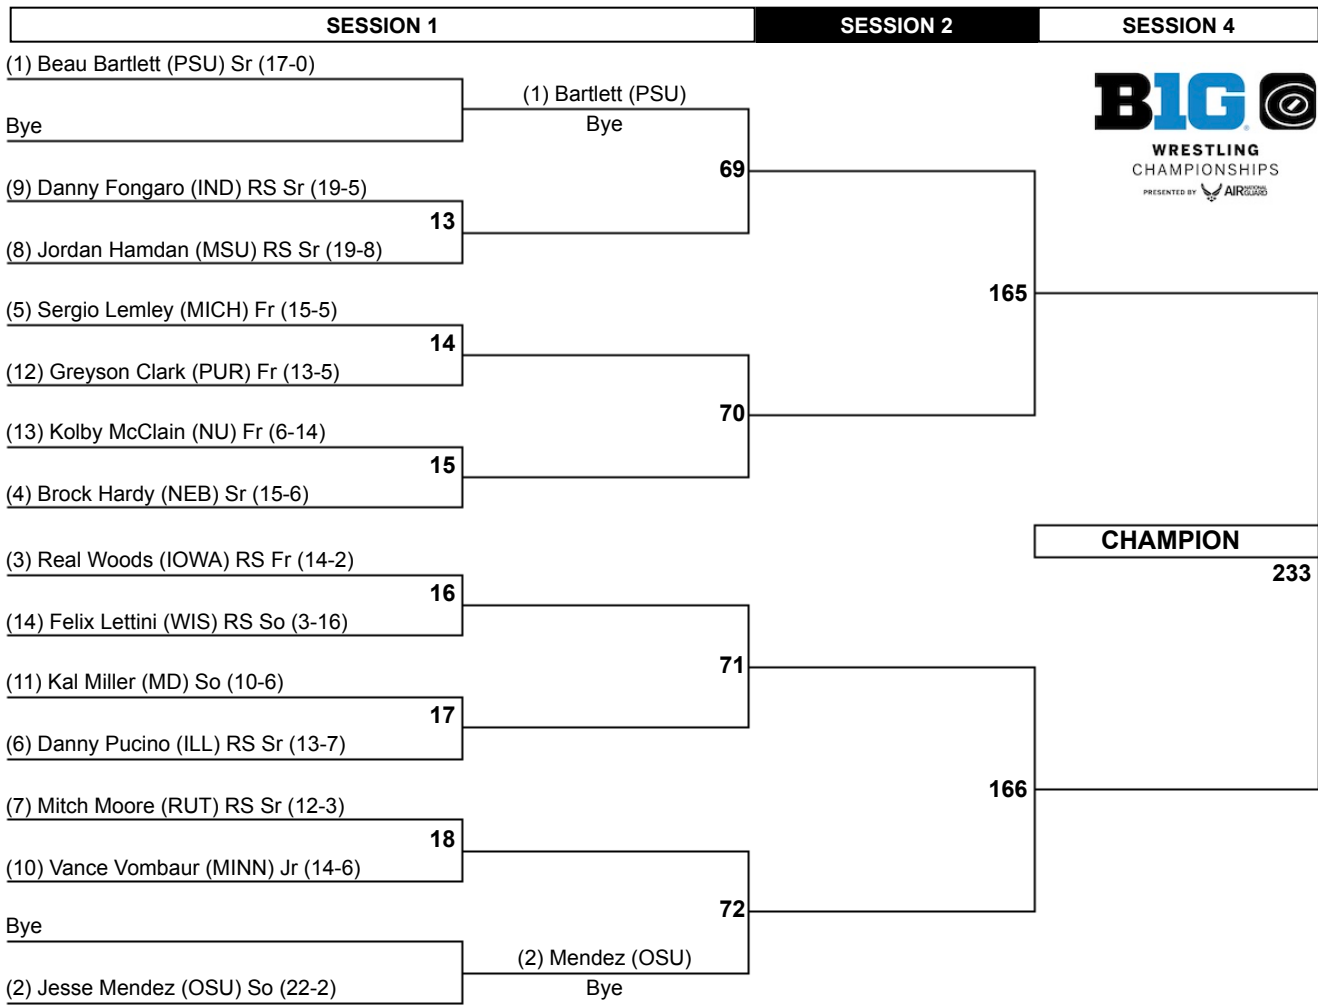 SESSION 1
SESSION 2
SESSION 4
(1) Beau Bartlett (PSU) Sr (17-0)
(1) Bartlett (PSU)
Bye
Bye
B1G
WRESTLING
CHAMPIONSHIPS
PRESENTED BY AIR NATIONAL GUARD
69
(9) Danny Fongaro (IND) RS Sr (19-5)
13
(8) Jordan Hamdan (MSU) RS Sr (19-8)
165
(5) Sergio Lemley (MICH) Fr (15-5)
14
(12) Greyson Clark (PUR) Fr (13-5)
70
(13) Kolby McClain (NU) Fr (6-14)
15
(4) Brock Hardy (NEB) Sr (15-6)
CHAMPION
233
(3) Real Woods (IOWA) RS Fr (14-2)
16
(14) Felix Lettini (WIS) RS So (3-16)
71
(11) Kal Miller (MD) So (10-6)
17
(6) Danny Pucino (ILL) RS Sr (13-7)
166
(7) Mitch Moore (RUT) RS Sr (12-3)
18
(10) Vance Vombaur (MINN) Jr (14-6)
72
Bye
(2) Mendez (OSU)
Bye
(2) Jesse Mendez (OSU) So (22-2)